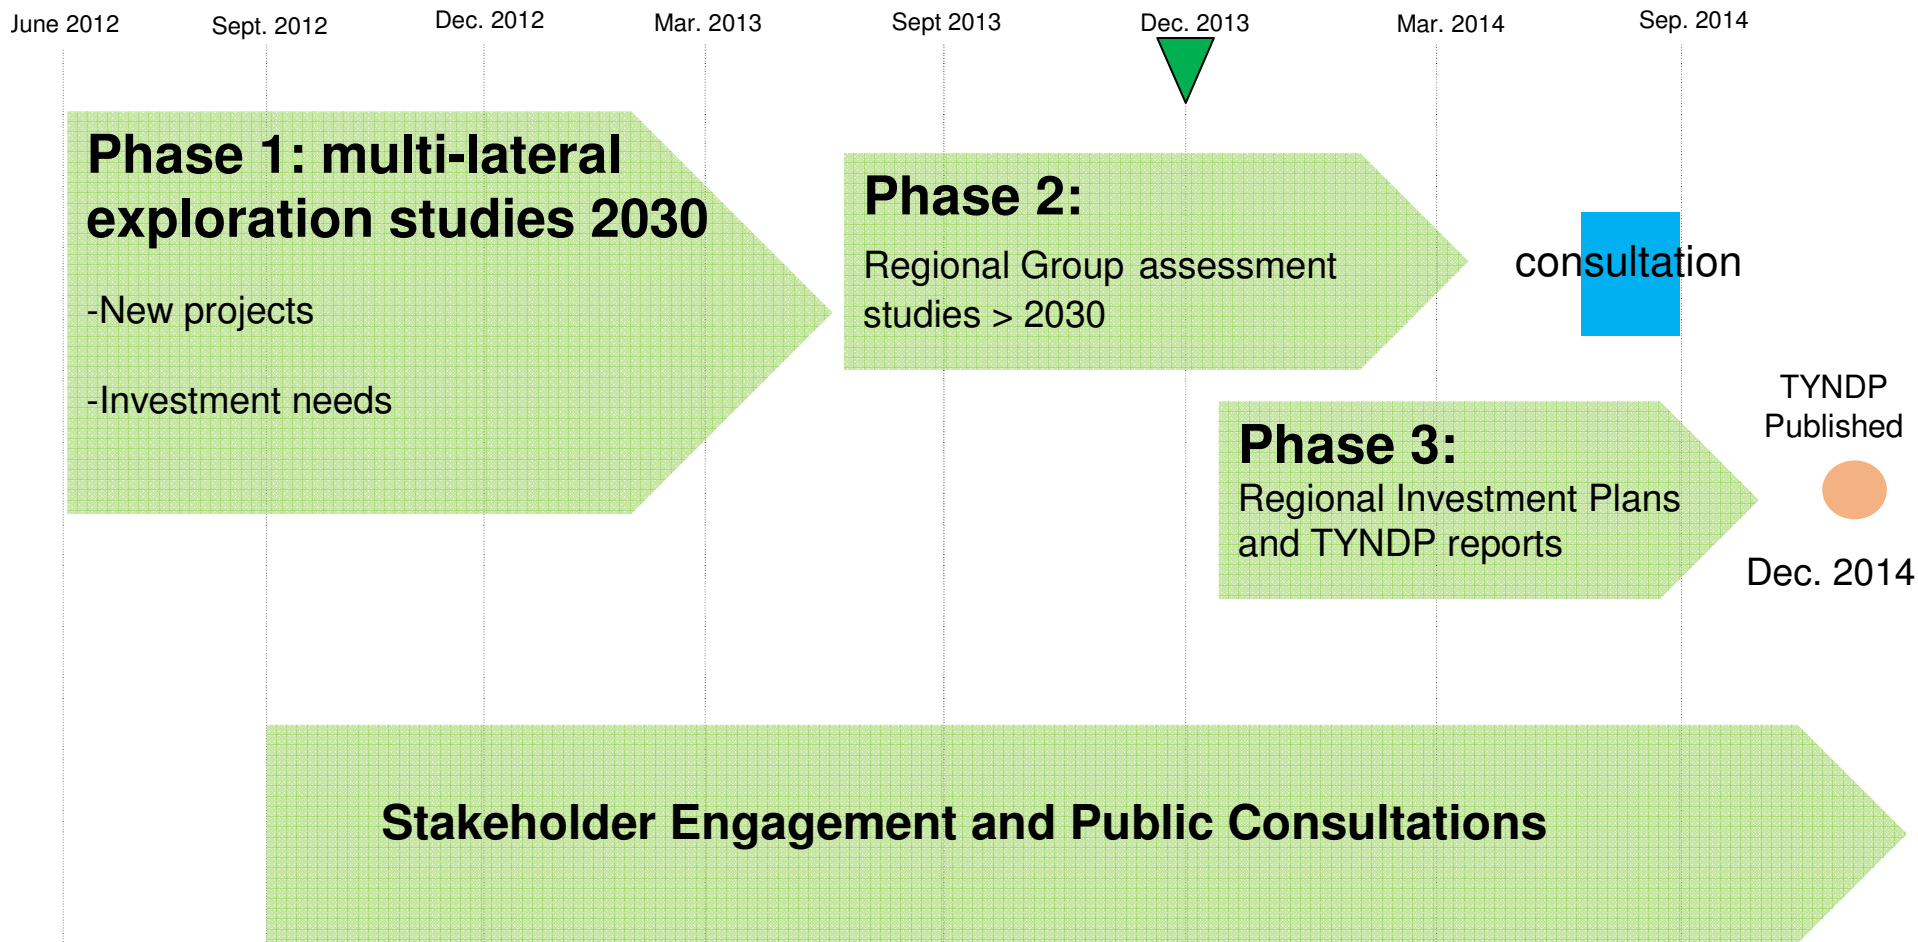 June 2012
Sept. 2012
Dec. 2012
Mar. 2013
Sept 2013
Dec. 2013
Mar. 2014
Sep. 2014
Phase 1: multi-lateral
exploration studies 2030
-New projects
-Investment needs
Phase 2:
Regional Group assessment
studies > 2030
consultation
Phase 3:
Regional Investment Plans
and TYNDP reports
TYNDP
Published
Dec. 2014
Stakeholder Engagement and Public Consultations